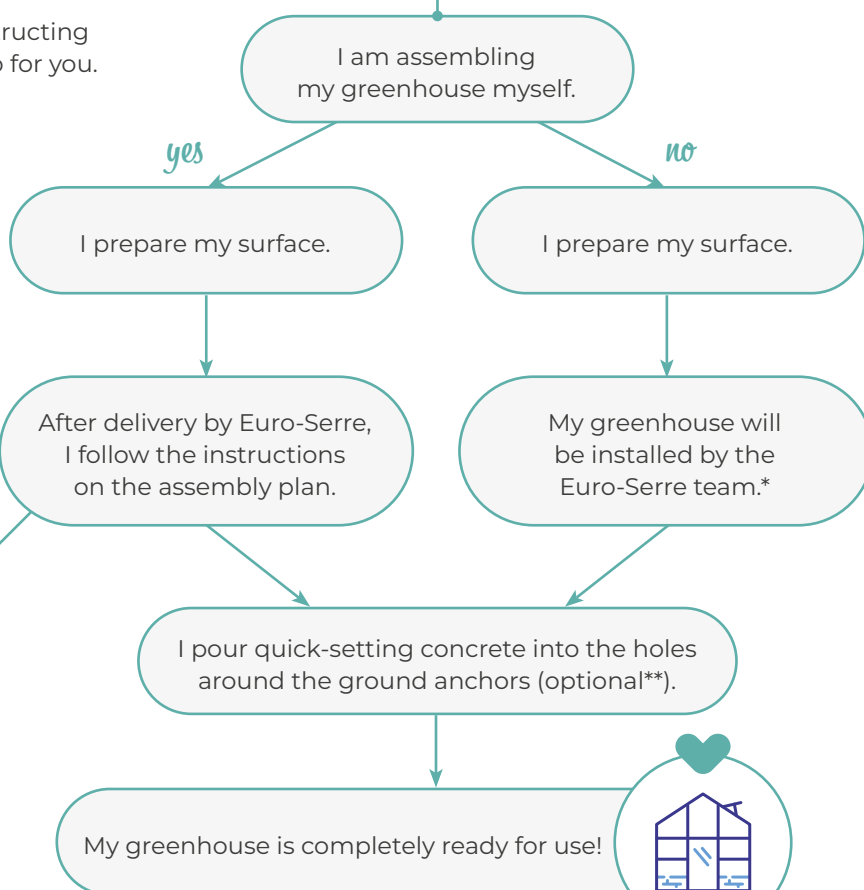 for you.
I am assembling
my greenhouse myself.
yes
no
I prepare my surface.
I prepare my surface.
After delivery by Euro-Serre,
I follow the instructions
on the assembly plan.
My greenhouse will
be installed by the
Euro-Serre team.*
I pour quick-setting concrete into the holes
around the ground anchors (optional**).
My greenhouse is completely ready for use!